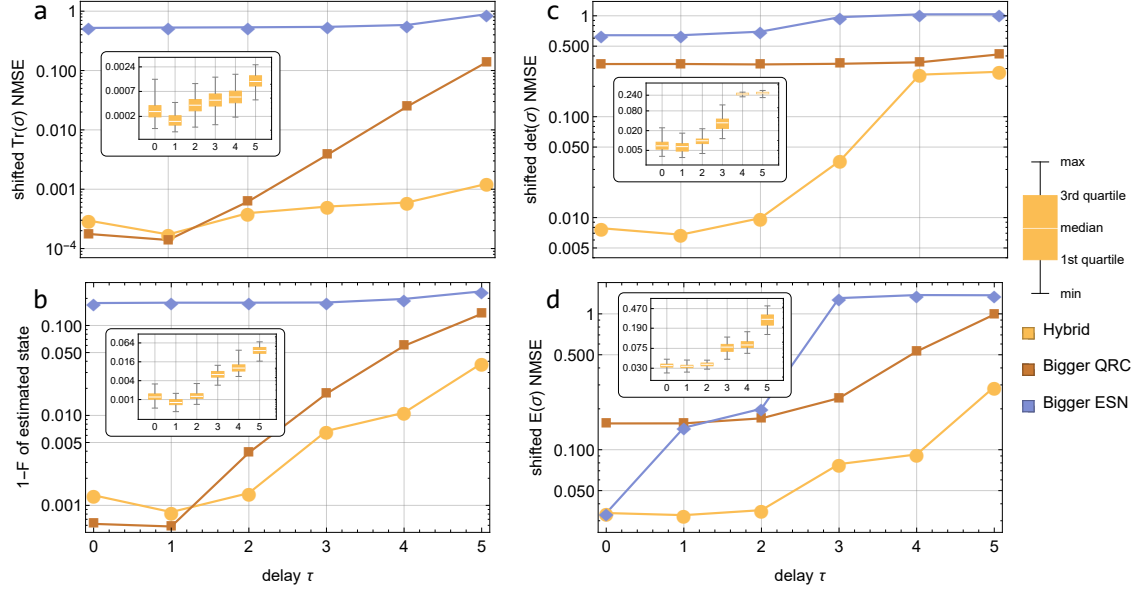 a
shifted Tr(σ) NMSE
1
0.100
0.010
0.001
10⁻⁴
0.0024
0.0007
0.0002
0 1 2 3 4 5
b
1−F of estimated state
0.100
0.050
0.010
0.005
0.001
0.064
0.016
0.004
0.001
0 1 2 3 4 5
0 1 2 3 4 5
delay τ
c
shifted det(σ) NMSE
1
0.500
0.100
0.050
0.010
0.005
0.240
0.020
0.005
0 1 2 3 4 5
d
shifted E(σ) NMSE
1
0.500
0.100
0.050
0.470
0.190
0.075
0.030
0 1 2 3 4 5
0 1 2 3 4 5
delay τ
max
3rd quartile
median
1st quartile
min
Hybrid
Bigger QRC
Bigger ESN